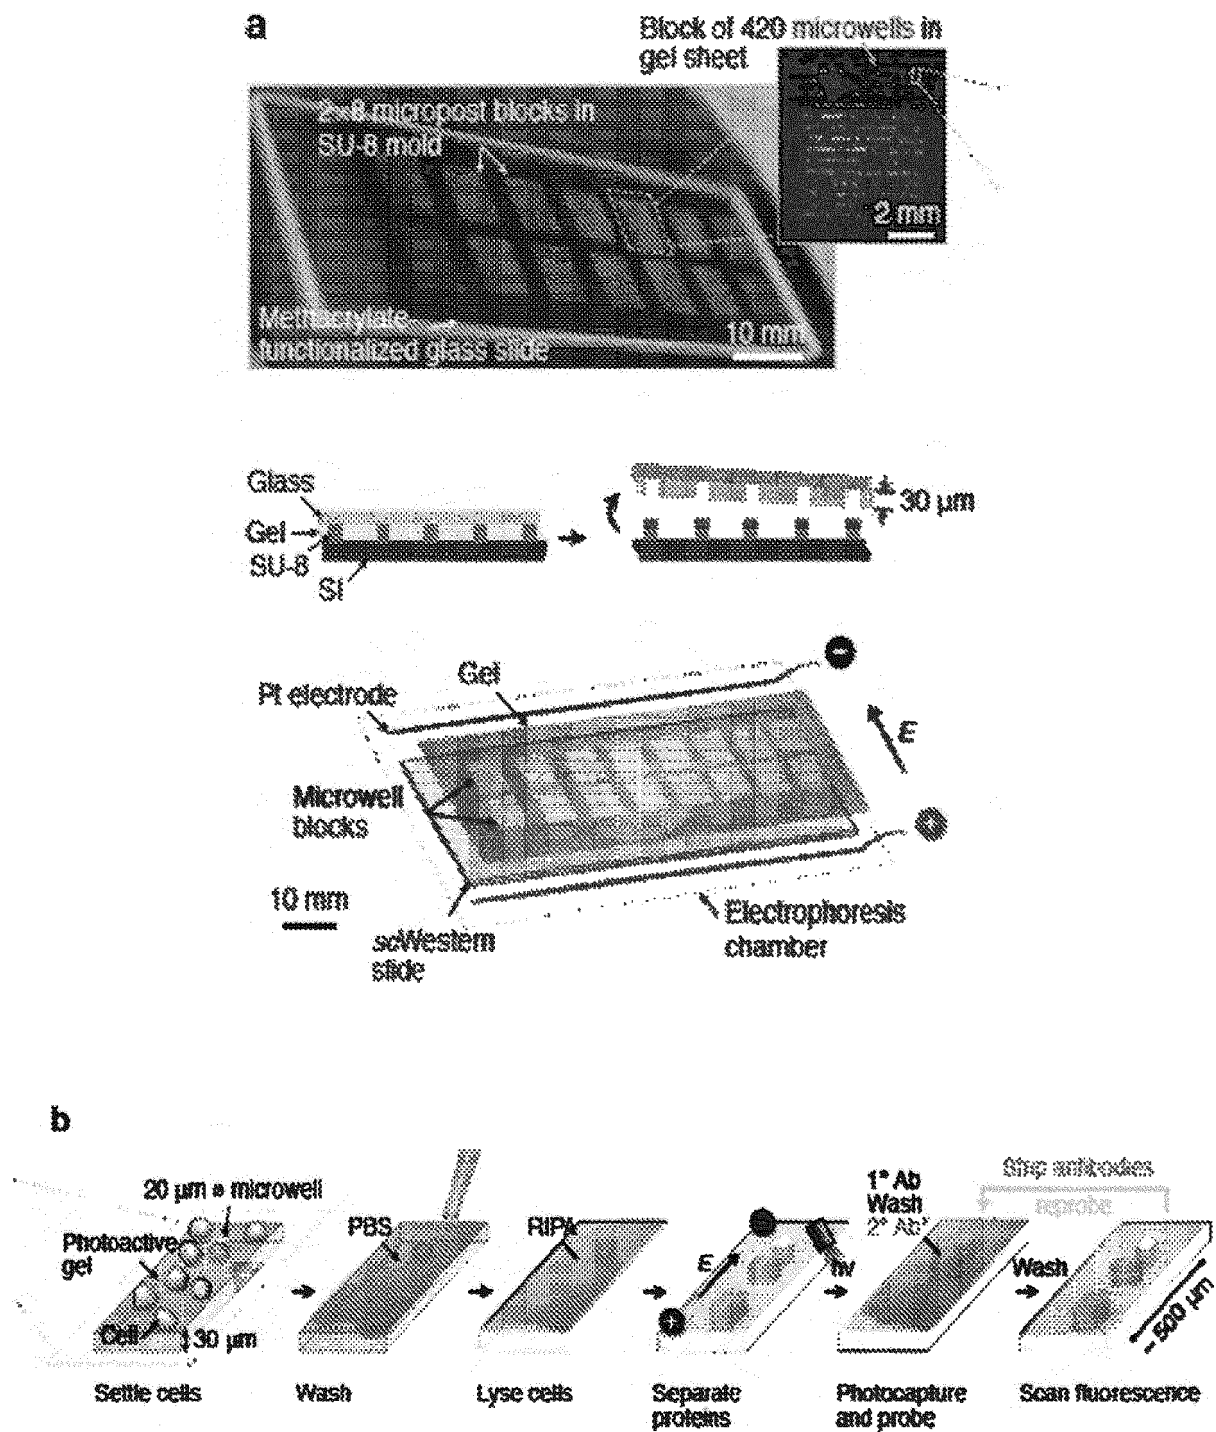 a
Block of 420 microwells in
gel sheet
2×8 micropost blocks in
SU-8 mold
2 mm
Methacrylate
functionalized glass slide
10 mm
Glass
Gel
SU-8
Si
30 µm
Gel
Pt electrode
E
Microwell
blocks
10 mm
scWestern
slide
Electrophoresis
chamber
b
20 µm ø microwell
Photoactive
gel
Cell
30 µm
PBS
RIPA
E
hν
1° Ab
Wash
2° Ab*
Strip antibodies
reprobe
Wash
~ 500 µm
Settle cells
Wash
Lyse cells
Separate
proteins
Photocapture
and probe
Scan fluorescence